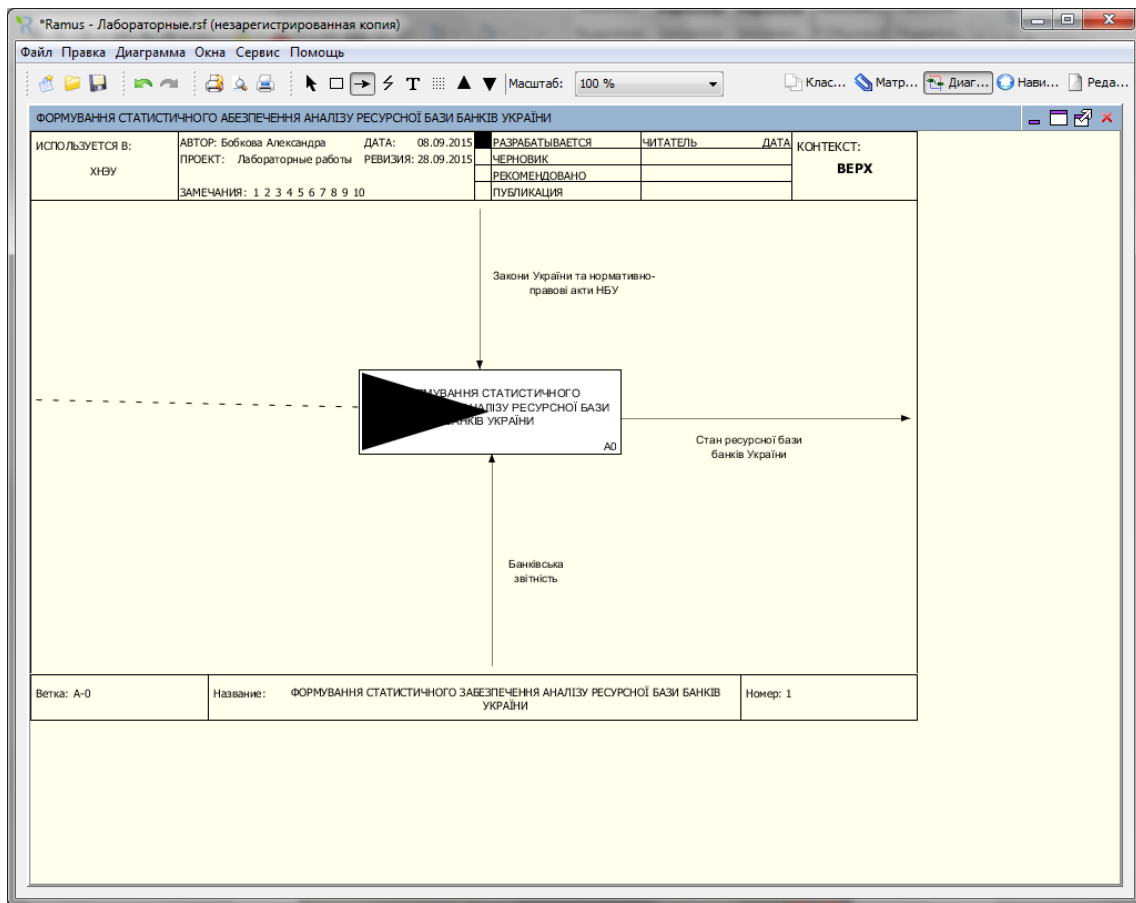 *Ramus - Лабораторные.rsf (незарегистрированная копия)
Файл Правка Диаграмма Окна Сервис Помощь
T Масштаб: 100 % Клас... Матр... Диаг... Нави... Реда...
ФОРМУВАННЯ СТАТИСТИЧНОГО АБЕЗПЕЧЕННЯ АНАЛІЗУ РЕСУРСНОЇ БАЗИ БАНКІВ УКРАЇНИ
ИСПОЛЬЗУЕТСЯ В:
ХНЭУ
АВТОР: Бобкова Александра ДАТА: 08.09.2015
ПРОЕКТ: Лабораторные работы РЕВИЗИЯ: 28.09.2015
ЗАМЕЧАНИЯ: 1 2 3 4 5 6 7 8 9 10
РАЗРАБАТЫВАЕТСЯ ЧИТАТЕЛЬ ДАТА
ЧЕРНОВИК
РЕКОМЕНДОВАНО
ПУБЛИКАЦИЯ
КОНТЕКСТ:
ВЕРХ
Закони України та нормативно-
правові акти НБУ
СТАТИСТИЧНОГО
РЕСУРСНОЇ БАЗИ
УКРАЇНИ
A0
Стан ресурсної бази
банків України
Банківська
звітність
Ветка: A-0
Название: ФОРМУВАННЯ СТАТИСТИЧНОГО ЗАБЕЗПЕЧЕННЯ АНАЛІЗУ РЕСУРСНОЇ БАЗИ БАНКІВ
УКРАЇНИ
Номер: 1